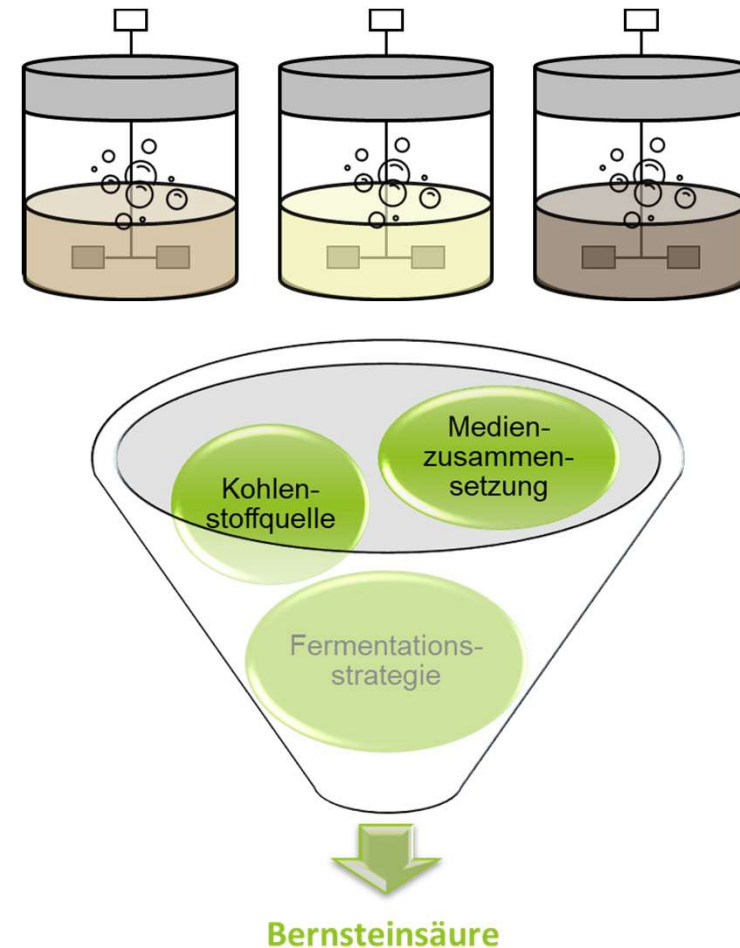 Kohlen-
stoffquelle
Medien-
zusammen-
setzung
Fermentations-
strategie
Bernsteinsäure